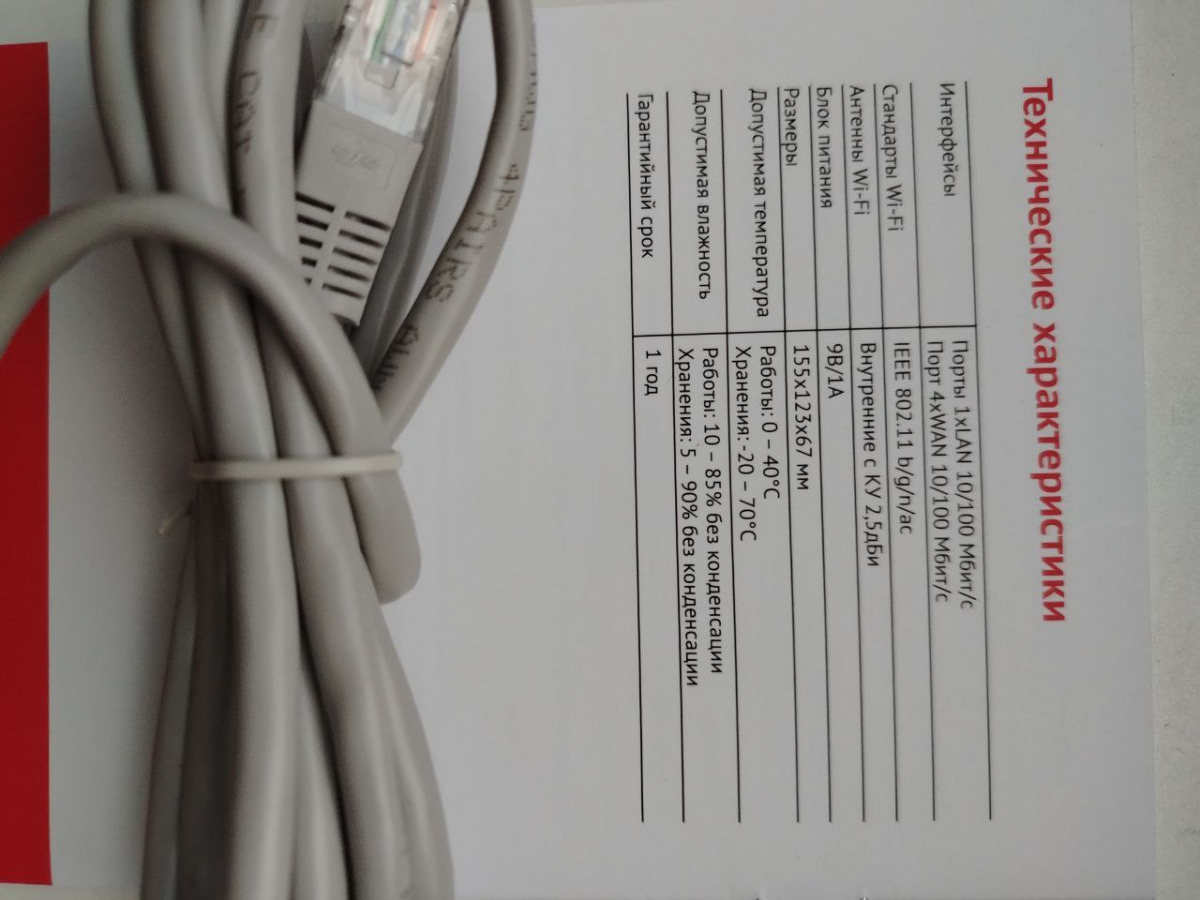 Технические характеристики
Интерфейсы
Порты 1xLAN 10/100 Мбит/с
Порт 4xWAN 10/100 Мбит/с
Стандарты Wi-Fi
IEEE 802.11 b/g/n/ac
Антенны Wi-Fi
Внутренние с КУ 2,5дБи
Блок питания
9В/1А
Размеры
155х123х67 мм
Допустимая температура
Работы: 0 – 40°C
Хранения: -20 – 70°C
Допустимая влажность
Работы: 10 – 85% без конденсации
Хранения: 5 – 90% без конденсации
Гарантийный срок
1 год
PAIRS